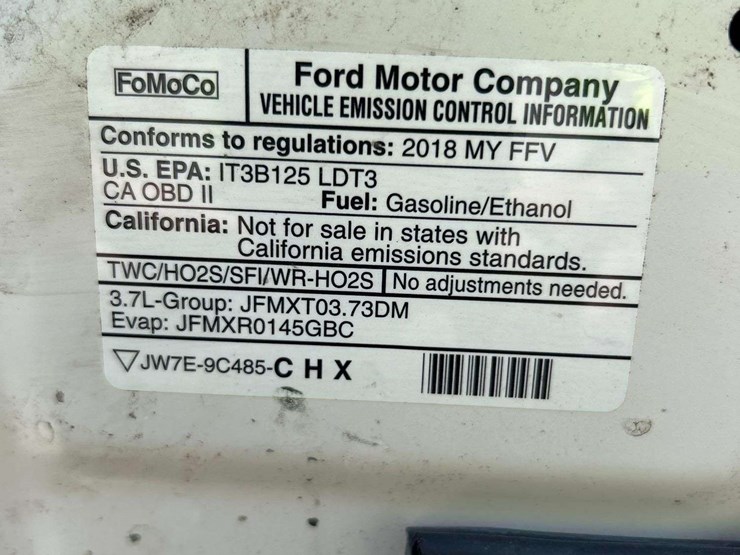 FoMoCo
Ford Motor Company
VEHICLE EMISSION CONTROL INFORMATION
Conforms to regulations: 2018 MY FFV
U.S. EPA: IT3B125 LDT3
CA OBD II
Fuel: Gasoline/Ethanol
California: Not for sale in states with
California emissions standards.
TWC/HO2S/SFI/WR-HO2S
No adjustments needed.
3.7L-Group: JFMXT03.73DM
Evap: JFMXR0145GBC
JW7E-9C485-C H X